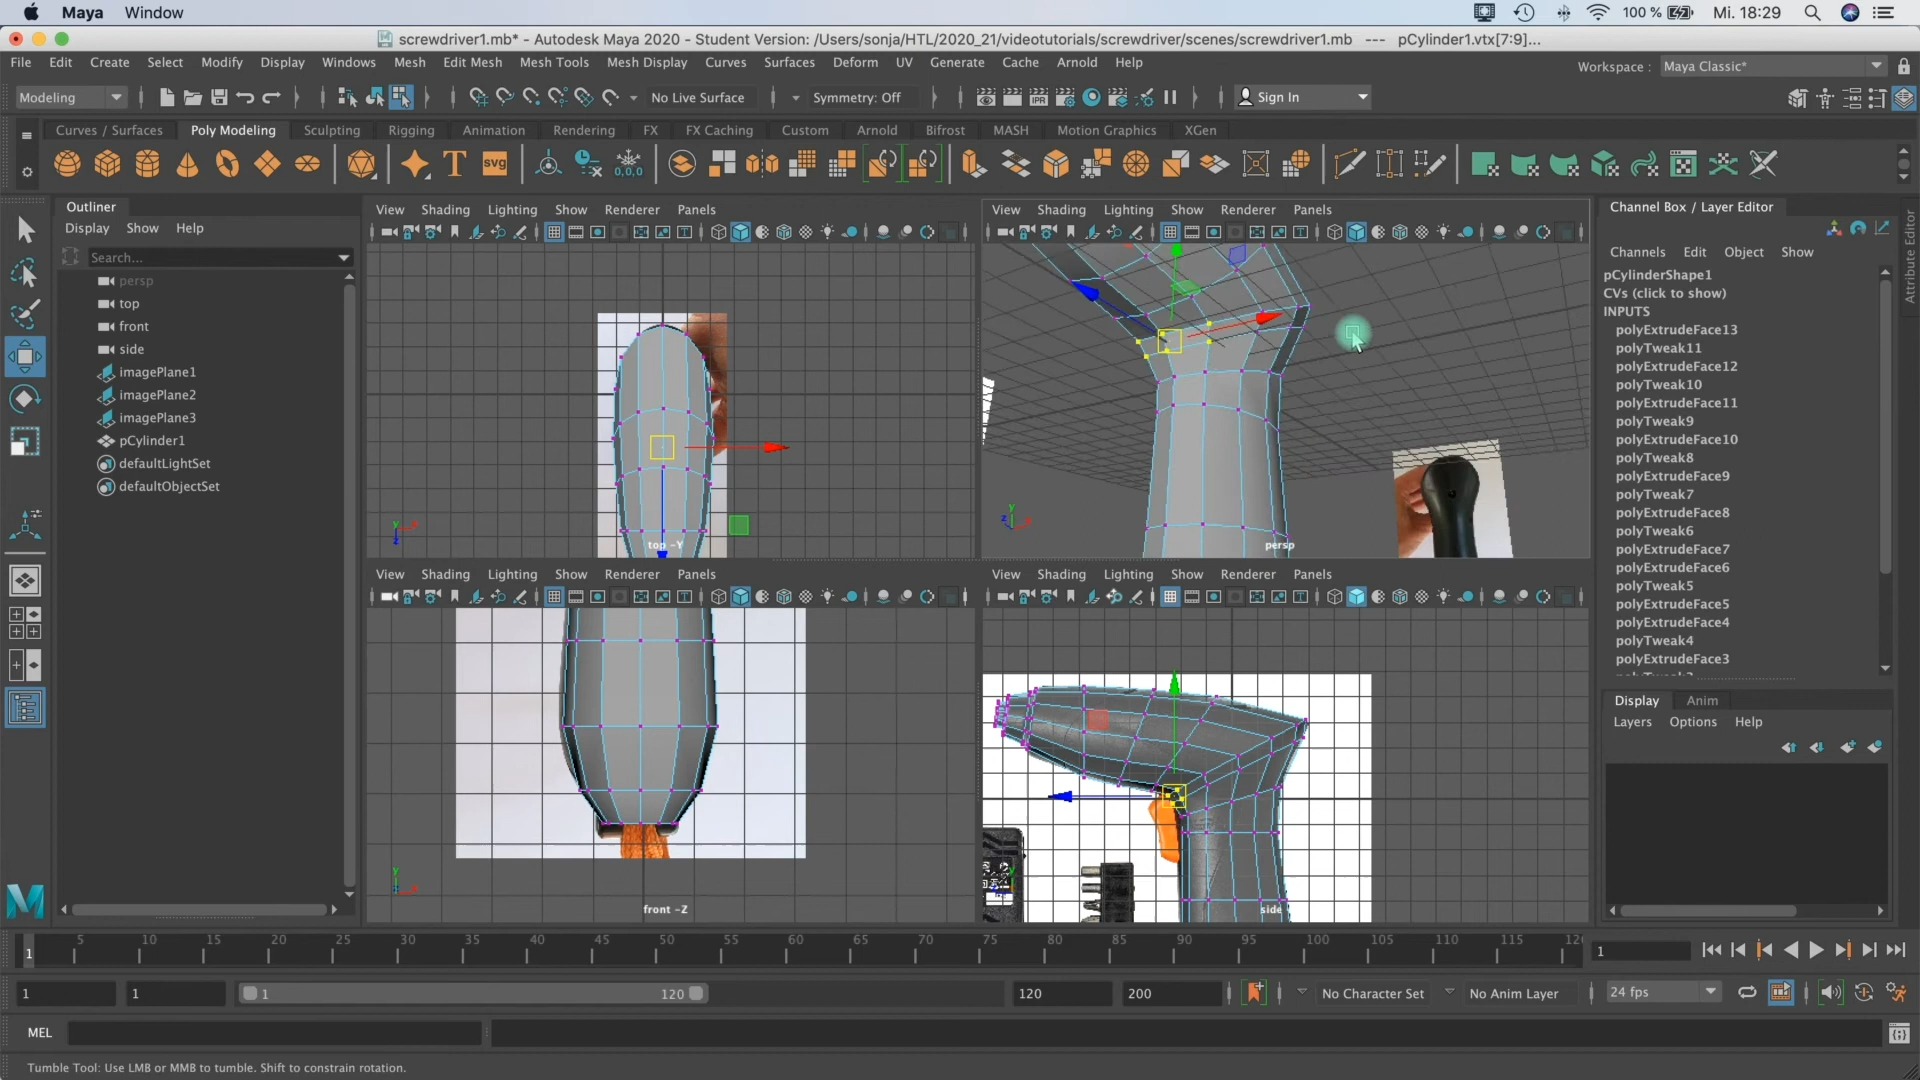 Maya Window 100 % Mi. 18:29
screwdriver1.mb* - Autodesk Maya 2020 - Student Version: /Users/sonja/HTL/2020_21/videotutorials/screwdriver/scenes/screwdriver1.mb --- pCylinder1.vtx[7:9]...
File Edit Create Select Modify Display Windows Mesh Edit Mesh Mesh Tools Mesh Display Curves Surfaces Deform UV Generate Cache Arnold Help Workspace : Maya Classic*
Modeling No Live Surface Symmetry: Off IPR Sign In
Curves / Surfaces Poly Modeling Sculpting Rigging Animation Rendering FX FX Caching Custom Arnold Bifrost MASH Motion Graphics XGen
T svg 0,0,0
Outliner
Display Show Help
Search...
persp
top
front
side
imagePlane1
imagePlane2
imagePlane3
pCylinder1
defaultLightSet
defaultObjectSet
View Shading Lighting Show Renderer Panels
top -Y
View Shading Lighting Show Renderer Panels
persp
View Shading Lighting Show Renderer Panels
front -Z
View Shading Lighting Show Renderer Panels
side
Channel Box / Layer Editor
Attribute Editor
Channels Edit Object Show
pCylinderShape1
CVs (click to show)
INPUTS
polyExtrudeFace13
polyTweak11
polyExtrudeFace12
polyTweak10
polyExtrudeFace11
polyTweak9
polyExtrudeFace10
polyTweak8
polyExtrudeFace9
polyTweak7
polyExtrudeFace8
polyTweak6
polyExtrudeFace7
polyExtrudeFace6
polyTweak5
polyExtrudeFace5
polyExtrudeFace4
polyTweak4
polyExtrudeFace3
Display Anim
Layers Options Help
1 5 10 15 20 25 30 35 40 45 50 55 60 65 70 75 80 85 90 95 100 105 110 115 12 1
1 1 1 120 120 200 No Character Set No Anim Layer 24 fps
MEL
Tumble Tool: Use LMB or MMB to tumble. Shift to constrain rotation.